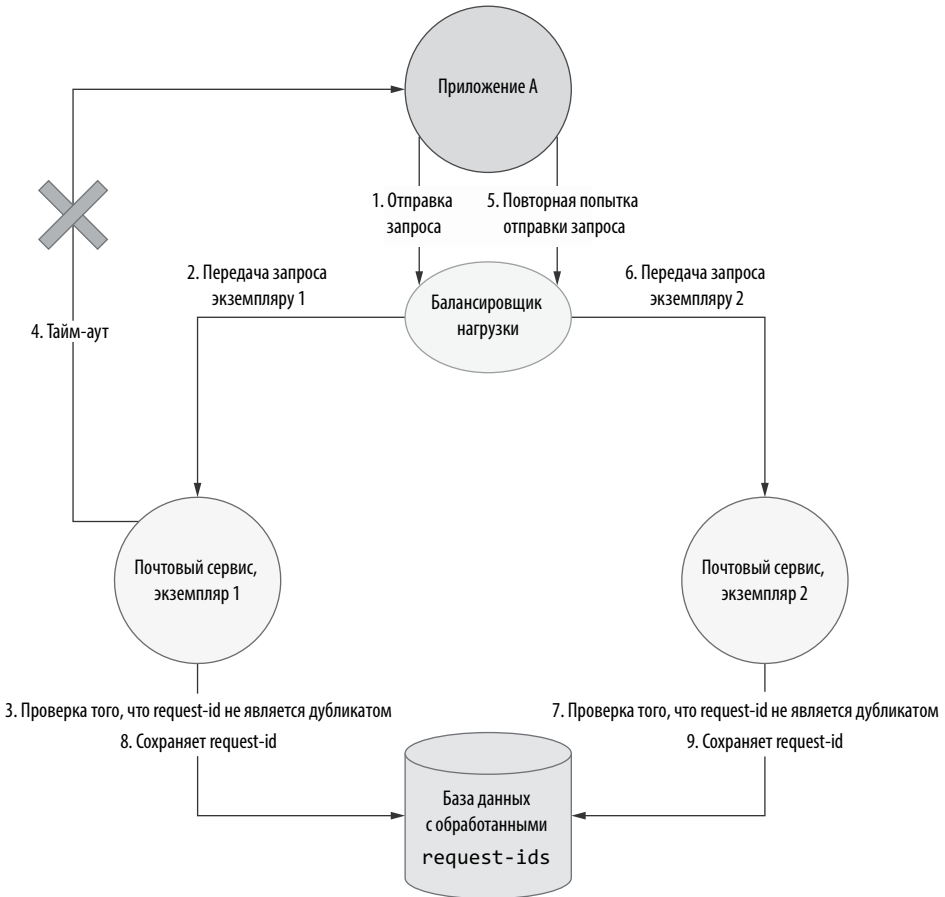 Приложение A
1. Отправка
запроса
5. Повторная попытка
отправки запроса
2. Передача запроса
экземпляру 1
6. Передача запроса
экземпляру 2
Балансировщик
нагрузки
4. Тайм-аут
Почтовый сервис,
экземпляр 1
Почтовый сервис,
экземпляр 2
3. Проверка того, что request-id не является дубликатом
8. Сохраняет request-id
7. Проверка того, что request-id не является дубликатом
9. Сохраняет request-id
База данных
с обработанными
request-ids